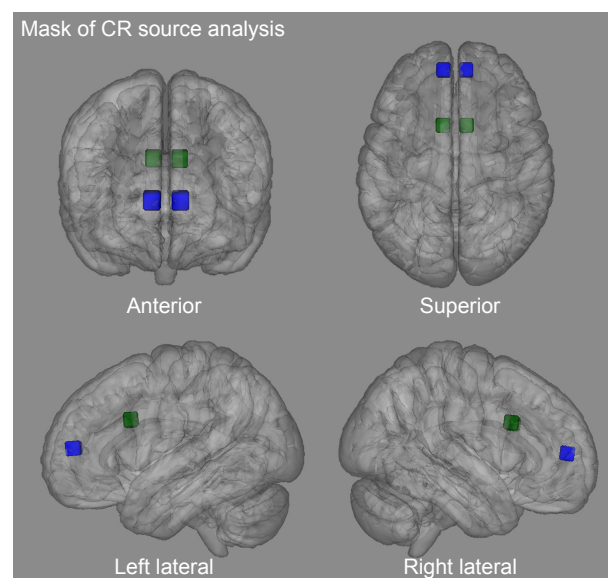 Mask of CR source analysis
Anterior
Superior
Left lateral
Right lateral